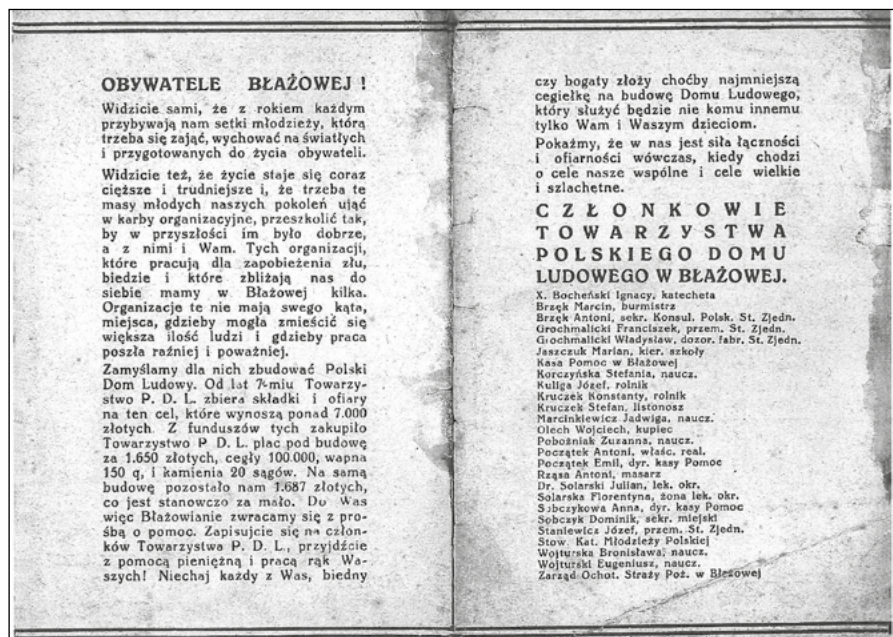 OBYWATELE BŁAŻOWEJ !
Widzicie sami, że z rokiem każdym
przybywają nam setki młodzieży, którą
trzeba się zająć, wychować na światłych
i przygotowanych do życia obywateli.
Widzicie też, że życie staje się coraz
cięższe i trudniejsze i, że trzeba te
masy młodych naszych pokoleń ująć
w karby organizacyjne, przeszkolić tak,
by w przyszłości im było dobrze,
a z nimi i Wam. Tych organizacji,
które pracują dla zapobieżenia złu,
biedzie i które zbliżają nas do
siebie mamy w Błażowej kilka.
Organizacje te nie mają swego kąta,
miejsca, gdzieby mogła zmieścić się
większa ilość ludzi i gdzieby praca
poszła raźniej i poważniej.
Zamyślamy dla nich zbudować Polski
Dom Ludowy. Od lat 7-miu Towarzy-
stwo P. D. L. zbiera składki i ofiary
na ten cel, które wynoszą ponad 7.000
złotych. Z funduszów tych zakupiło
Towarzystwo P. D. L. plac pod budowę
za 1.650 złotych, cegły 100.000, wapna
150 q, i kamienia 20 sągów. Na samą
budowę pozostało nam 1.687 złotych,
co jest stanowczo za mało. Do Was
więc Błażowianie zwracamy się z pro-
śbą o pomoc. Zapisujcie się na człon-
ków Towarzystwa P. D. L., przyjdźcie
z pomocą pieniężną i pracą rąk Wa-
szych! Niechaj każdy z Was, biedny
czy bogaty złoży choćby najmniejszą
cegiełkę na budowę Domu Ludowego,
który służyć będzie nie komu innemu
tylko Wam i Waszym dzieciom.
Pokażmy, że w nas jest siła łączności
i ofiarności wówczas, kiedy chodzi
o cele nasze wspólne i cele wielkie
i szlachetne.
CZŁONKOWIE
TOWARZYSTWA
POLSKIEGO DOMU
LUDOWEGO W BŁAŻOWEJ.
X. Bocheński Ignacy, katecheta
Brzęk Marcin, burmistrz
Brzęk Antoni, sekr. Konsul. Polsk. St. Zjedn.
Grochmalicki Franciszek, przem. St. Zjedn.
Grochmalicki Władysław, dozor. fabr. St. Zjedn.
Jaszczuk Marian, kier. szkoły
Kasa Pomoc w Błażowej
Korczyńska Stefania, naucz.
Kuliga Józef, rolnik
Kruczek Konstanty, rolnik
Kruczek Stefan, listonosz
Marcinkiewicz Jadwiga, naucz.
Olech Wojciech, kupiec
Pobożniak Zuzanna, naucz.
Początek Antoni, właśc. real.
Początek Emil, dyr. kasy Pomoc
Rząsa Antoni, masarz
Dr. Solarski Julian, lek. okr.
Solarska Florentyna, żona lek. okr.
Sobczykowa Anna, dyr. kasy Pomoc
Sobczyk Dominik, sekr. miejski
Staniewicz Józef, przem. St. Zjedn.
Stow. Kat. Młodzieży Polskiej
Wojturska Bronisława, naucz.
Wojturski Eugeniusz, naucz.
Zarząd Ochot. Straży Poż. w Błażowej